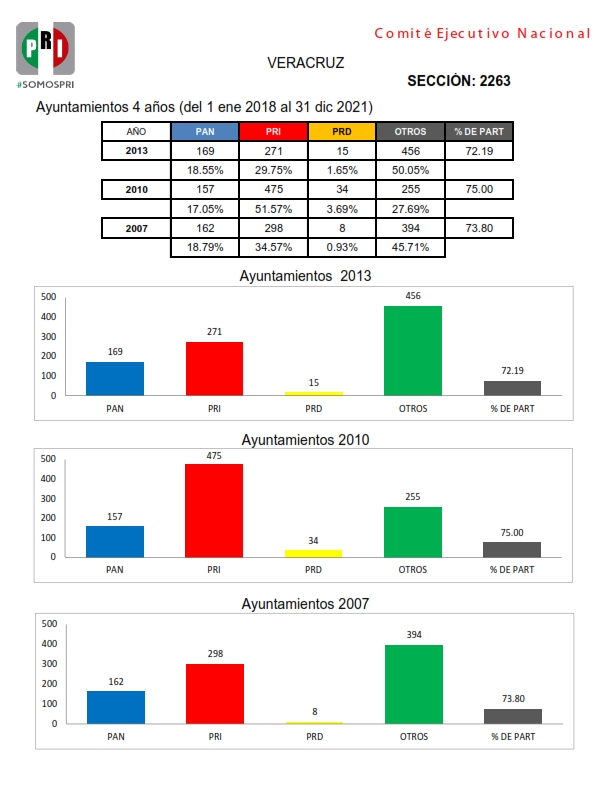 Comité Ejecutivo Nacional
PRI
#SOMOSPRI
VERACRUZ
SECCIÓN: 2263
Ayuntamientos 4 años (del 1 ene 2018 al 31 dic 2021)
AÑO PAN PRI PRD OTROS % DE PART
2013 169 271 15 456 72.19
18.55% 29.75% 1.65% 50.05%
2010 157 475 34 255 75.00
17.05% 51.57% 3.69% 27.69%
2007 162 298 8 394 73.80
18.79% 34.57% 0.93% 45.71%
Ayuntamientos 2013
500
400
300
200
100
0
169 271 15 456 72.19
PAN PRI PRD OTROS % DE PART
Ayuntamientos 2010
500
400
300
200
100
0
157 475 34 255 75.00
PAN PRI PRD OTROS % DE PART
Ayuntamientos 2007
500
400
300
200
100
0
162 298 8 394 73.80
PAN PRI PRD OTROS % DE PART